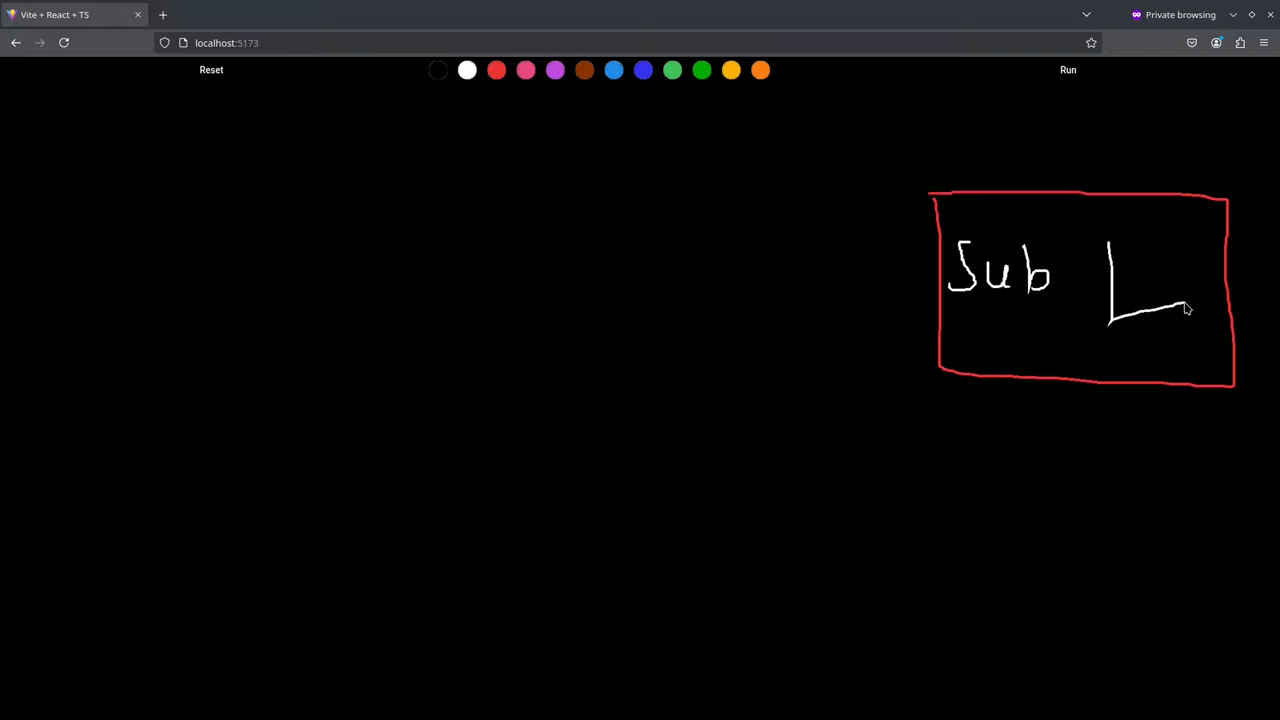 Vite + React + TS
Private browsing
localhost:5173
Reset
Run
Sub